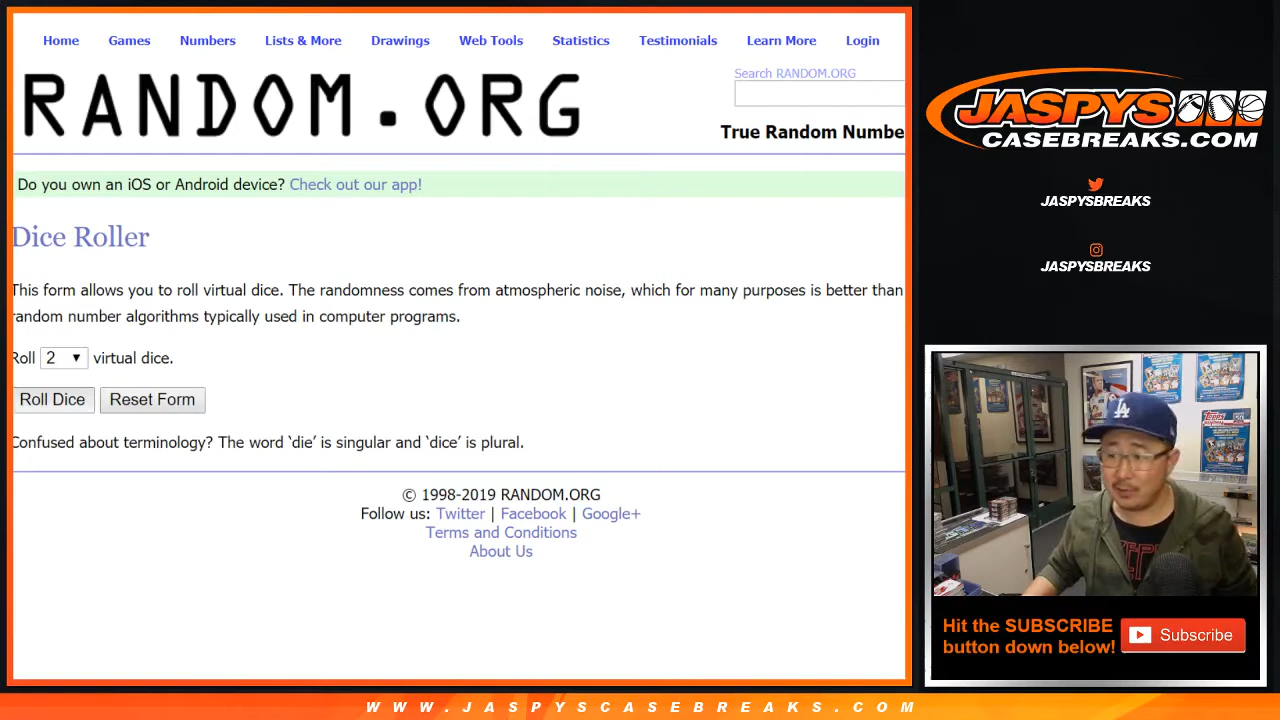 Home Games Numbers Lists & More Drawings Web Tools Statistics Testimonials Learn More Login
RANDOM.ORG
Search RANDOM.ORG
True Random Numbe
Do you own an iOS or Android device? Check out our app!
Dice Roller
This form allows you to roll virtual dice. The randomness comes from atmospheric noise, which for many purposes is better than
random number algorithms typically used in computer programs.
Roll 2 virtual dice.
Roll Dice Reset Form
Confused about terminology? The word ‘die’ is singular and ‘dice’ is plural.
© 1998-2019 RANDOM.ORG
Follow us: Twitter | Facebook | Google+
Terms and Conditions
About Us
JASPYS
CASEBREAKS.COM
JASPYSBREAKS
JASPYSBREAKS
LA
Hit the SUBSCRIBE
button down below!
Subscribe
WWW.JASPYSCASEBREAKS.COM